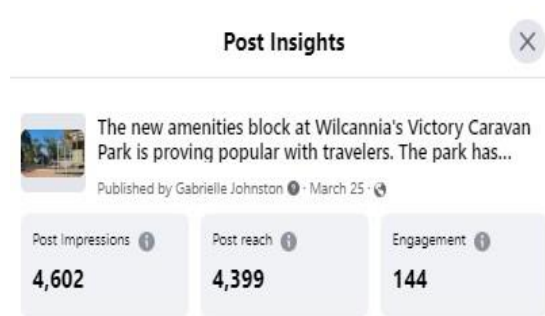 Post Insights
The new amenities block at Wilcannia's Victory Caravan
Park is proving popular with travelers. The park has...
Published by Gabrielle Johnston · March 25 ·
Post Impressions
Post reach
Engagement
4,602
4,399
144